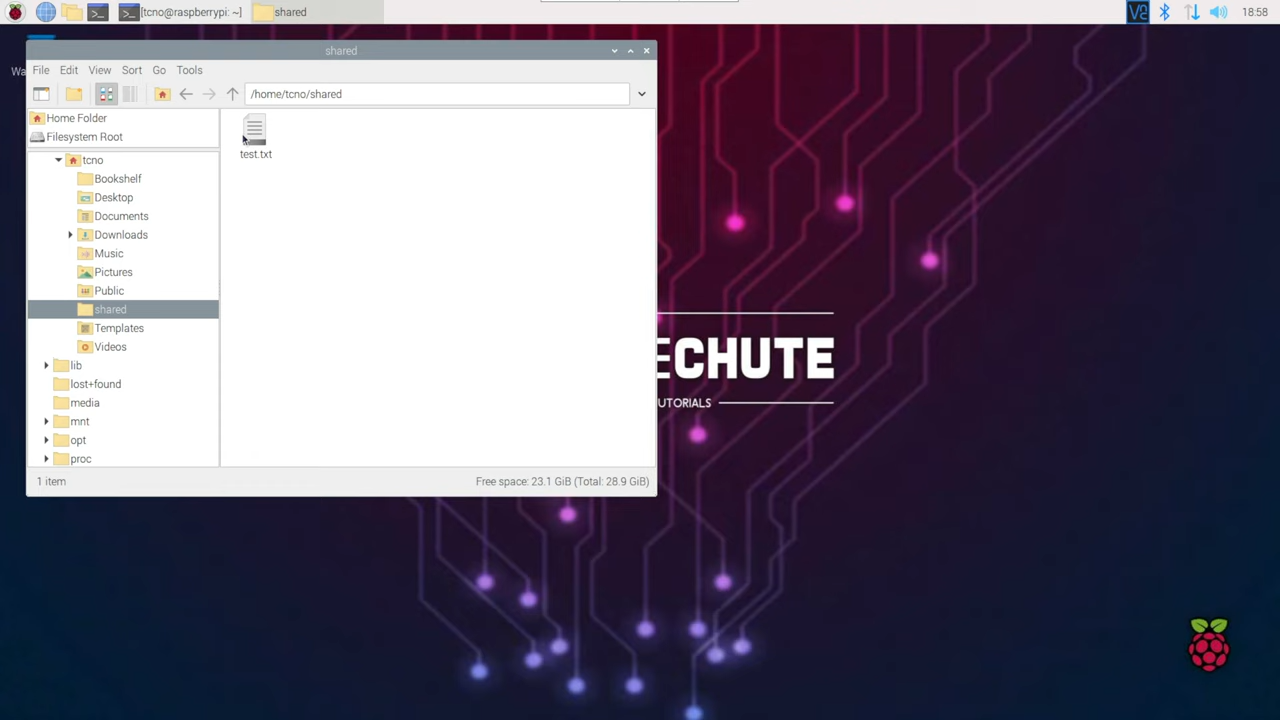 [tcno@raspberrypi: ~]
shared
V2
18:58
Wa
shared
File Edit View Sort Go Tools
/home/tcno/shared
Home Folder
Filesystem Root
tcno
Bookshelf
Desktop
Documents
Downloads
Music
Pictures
Public
shared
Templates
Videos
lib
lost+found
media
mnt
opt
proc
test.txt
ECHUTE
UTORIALS
1 item
Free space: 23.1 GiB (Total: 28.9 GiB)